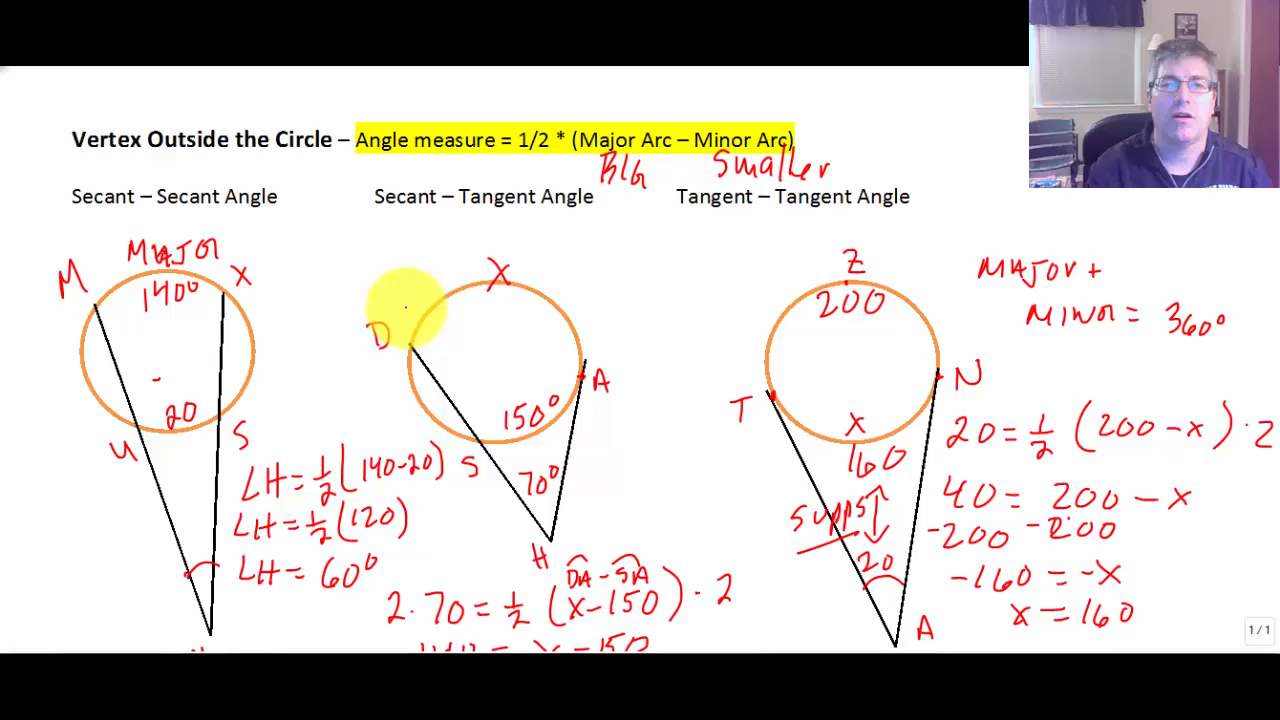 Vertex Outside the Circle – Angle measure = 1/2 * (Major Arc – Minor Arc)
BIG Smaller
Secant – Secant Angle
Secant – Tangent Angle
Tangent – Tangent Angle
MAJOR
M
X
140°
20
U
S
∠H = 1/2 (140-20)
∠H = 1/2 (120)
∠H = 60°
X
D
A
150°
S
70°
H
DA - SA
2 · 70 = 1/2 (x - 150) · 2
140 = x - 150
Z
200
T
N
x
160
supps
20
A
MAJOR +
MINOR = 360°
20 = 1/2 (200 - x) · 2
40 = 200 - x
-200 -200
-160 = -x
x = 160
1 / 1